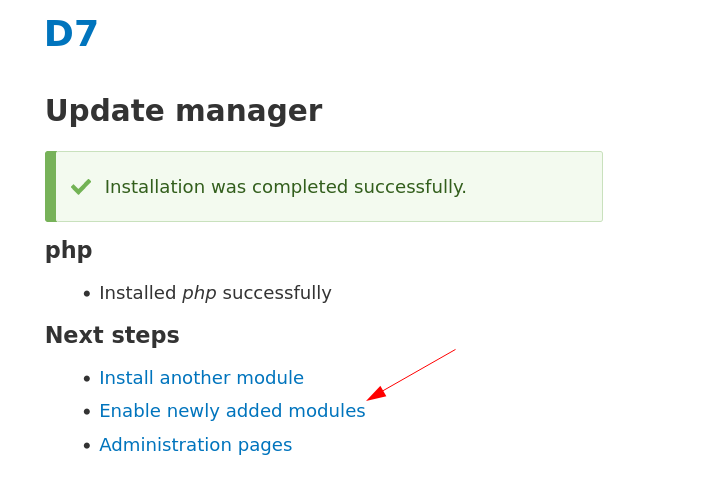 D7
Update manager
Installation was completed successfully.
php
Installed php successfully
Next steps
Install another module
Enable newly added modules
Administration pages